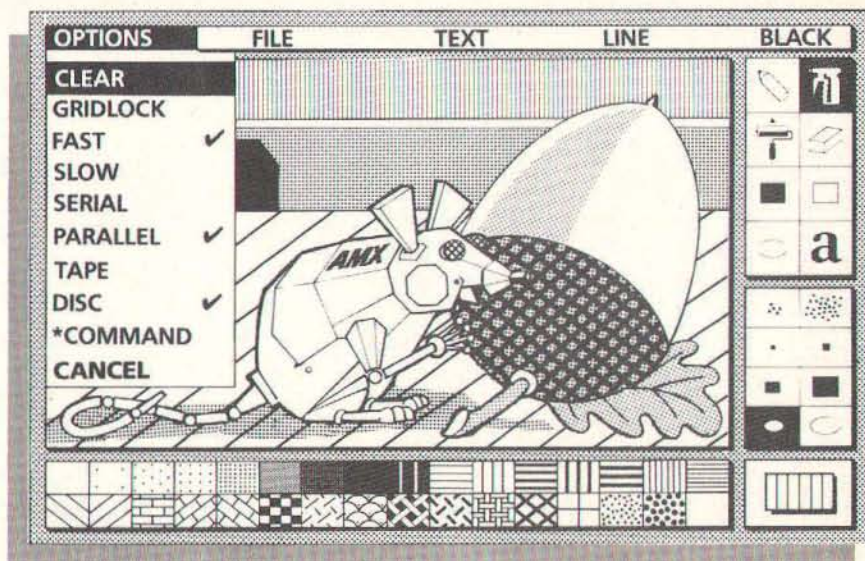 OPTIONS FILE TEXT LINE BLACK
CLEAR
GRIDLOCK
FAST ✔
SLOW
SERIAL
PARALLEL ✔
TAPE
DISC ✔
*COMMAND
CANCEL
AMX
a